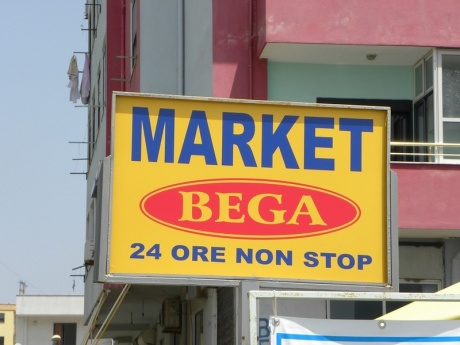 MARKET
BEGA
24 ORE NON STOP
B